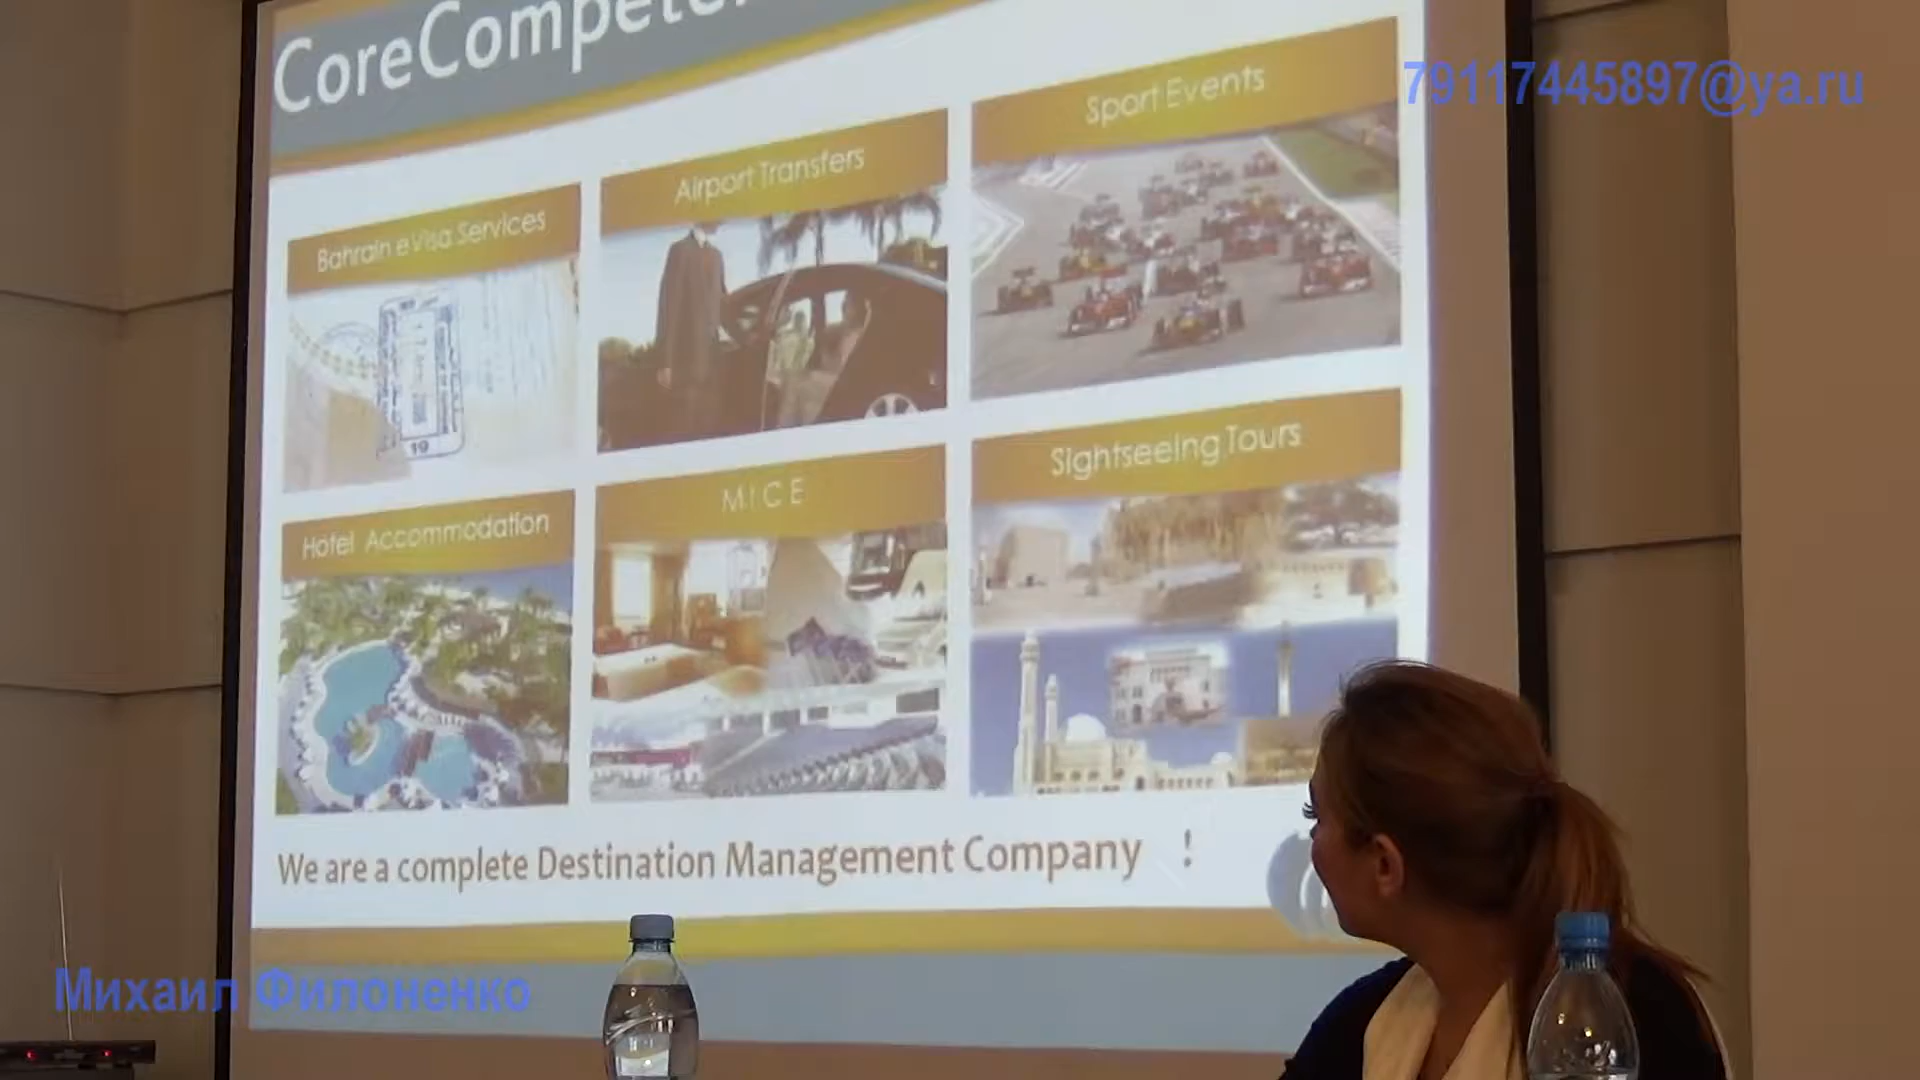 CoreCompete
79117445897@ya.ru
Bahrain eVisa Services
Airport Transfers
Sport Events
19
Hotel Accommodation
M I C E
Sightseeing Tours
We are a complete Destination Management Company !
Михаил Филоненко